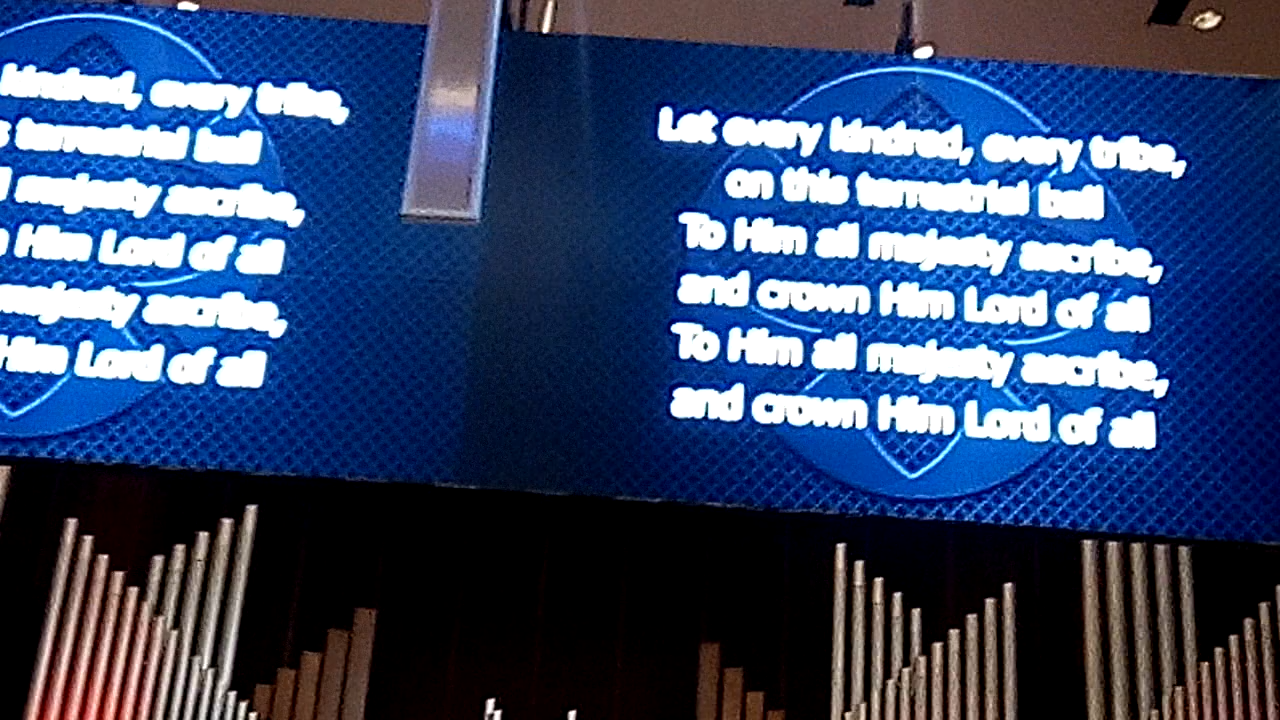 kindred, every tribe,
s terrestrial ball
majesty ascribe,
Him Lord of all
majesty ascribe,
Him Lord of all
Let every kindred, every tribe,
on this terrestrial ball
To Him all majesty ascribe,
and crown Him Lord of all
To Him all majesty ascribe,
and crown Him Lord of all